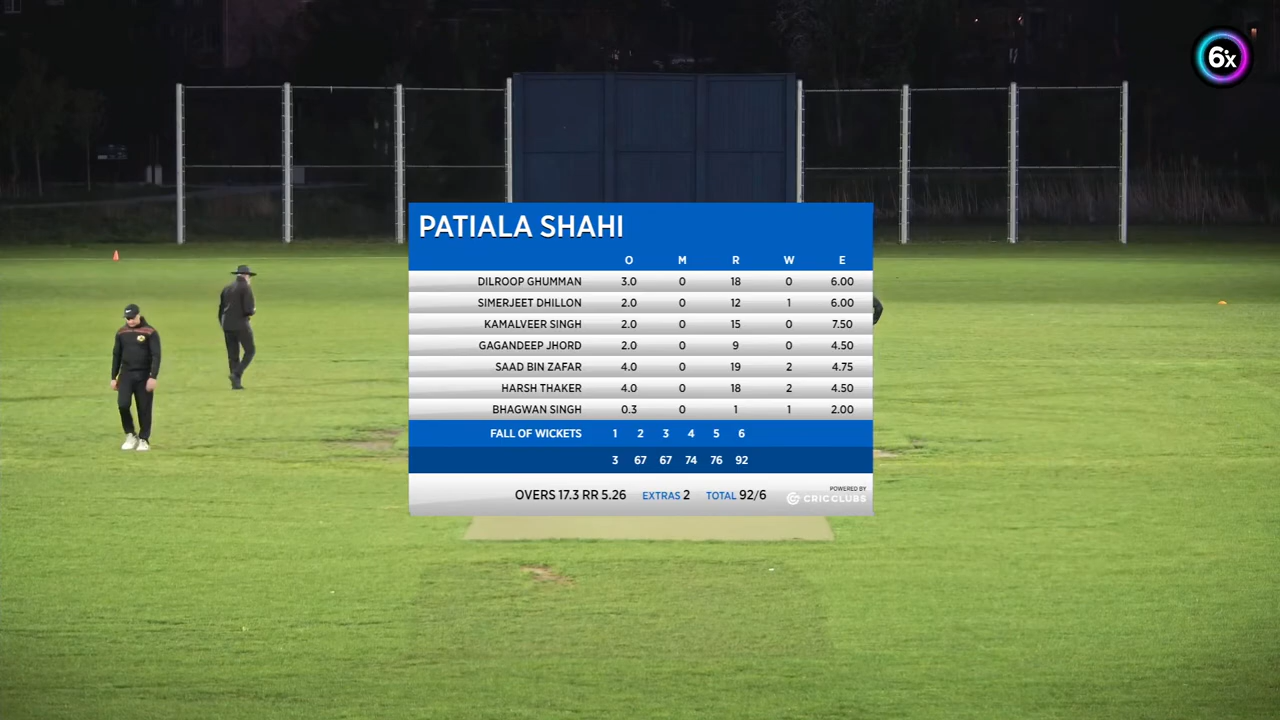 6x
PATIALA SHAHI
O M R W E
DILROOP GHUMMAN 3.0 0 18 0 6.00
SIMERJEET DHILLON 2.0 0 12 1 6.00
KAMALVEER SINGH 2.0 0 15 0 7.50
GAGANDEEP JHORD 2.0 0 9 0 4.50
SAAD BIN ZAFAR 4.0 0 19 2 4.75
HARSH THAKER 4.0 0 18 2 4.50
BHAGWAN SINGH 0.3 0 1 1 2.00
FALL OF WICKETS 1 2 3 4 5 6
3 67 67 74 76 92
OVERS 17.3 RR 5.26 EXTRAS 2 TOTAL 92/6
POWERED BY
CRICCLUBS